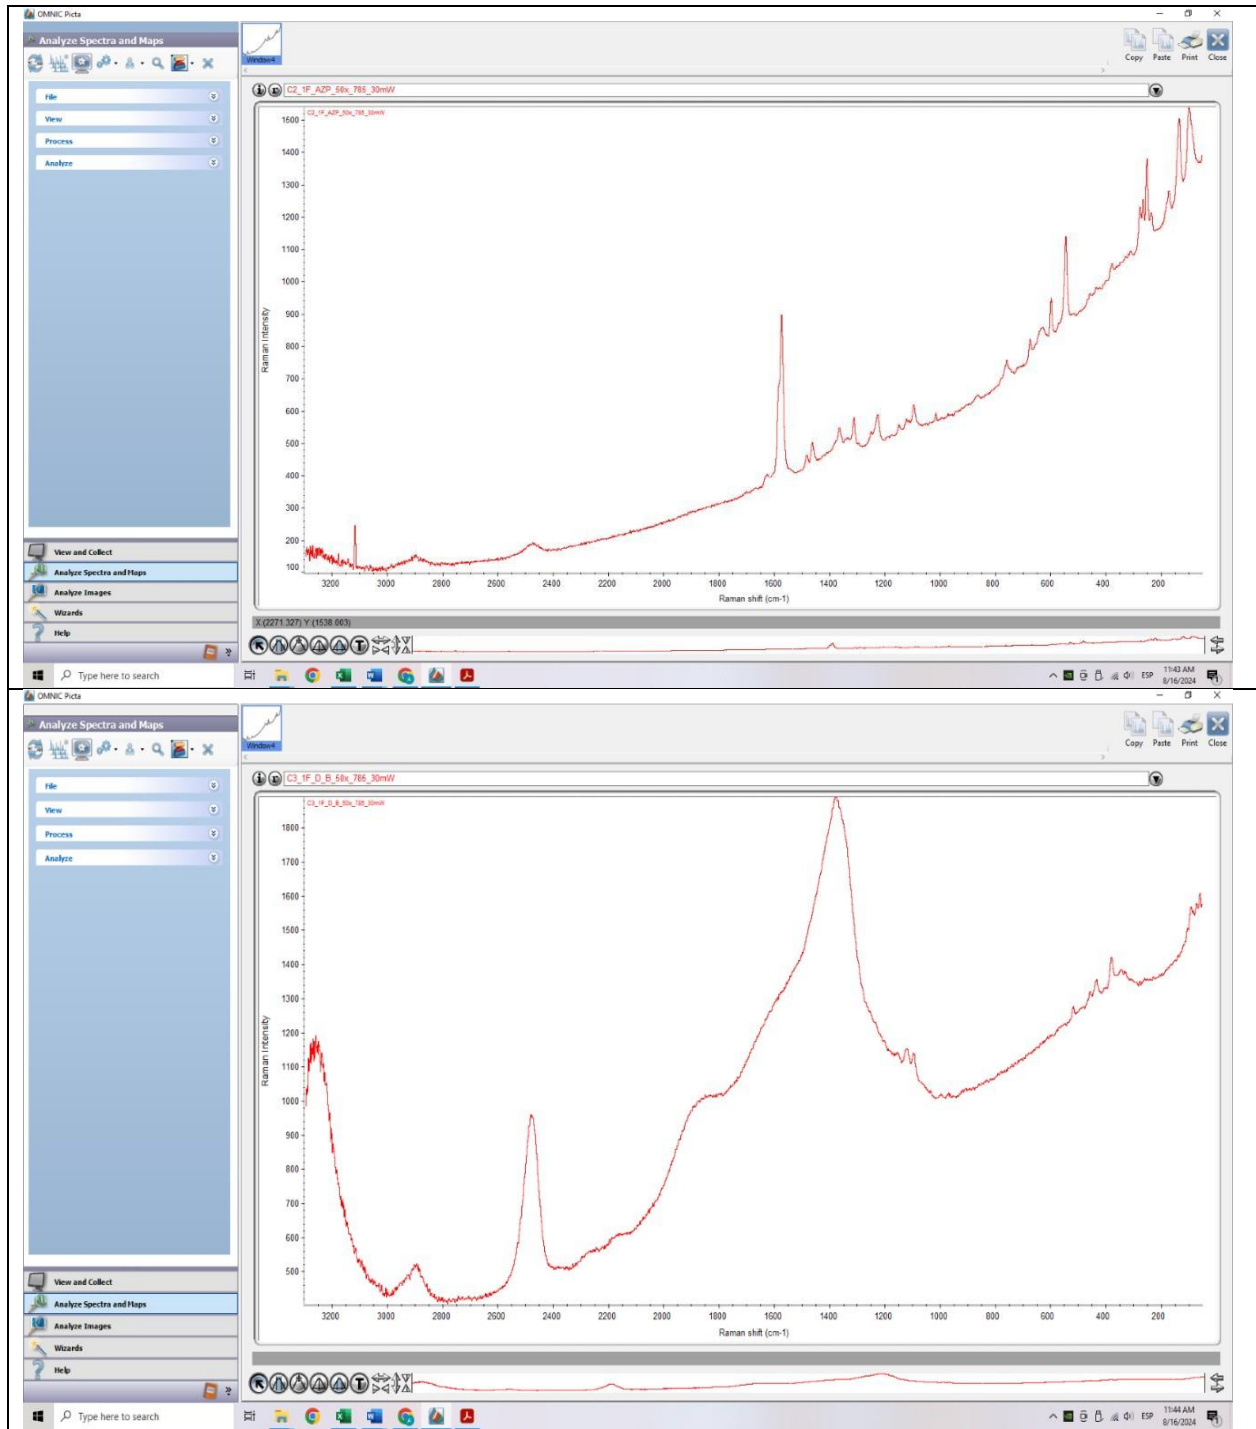 OMNIC Picta
Analyze Spectra and Maps
File
View
Process
Analyze
View and Collect
Analyze Spectra and Maps
Analyze Images
Wizards
Help
Window4
Copy Paste Print Close
C2_1F_AZP_50x_785_30mW
C2_1F_AZP_50x_785_30mW
1600
1400
1300
1200
1100
1000
900
800
700
600
500
400
300
200
100
Raman Intensity
3200 3000 2800 2600 2400 2200 2000 1800 1600 1400 1200 1000 800 600 400 200
Raman shift (cm-1)
X:(2271.327) Y:(1538.003)
Type here to search
ESP
11:43 AM
8/16/2024
OMNIC Picta
Analyze Spectra and Maps
File
View
Process
Analyze
View and Collect
Analyze Spectra and Maps
Analyze Images
Wizards
Help
Window4
Copy Paste Print Close
C3_1F_D_B_50x_785_30mW
C3_1F_D_B_50x_785_30mW
1800
1700
1600
1500
1400
1300
1200
1100
1000
900
800
700
600
500
Raman Intensity
3200 3000 2800 2600 2400 2200 2000 1800 1600 1400 1200 1000 800 600 400 200
Raman shift (cm-1)
Type here to search
ESP
11:44 AM
8/16/2024